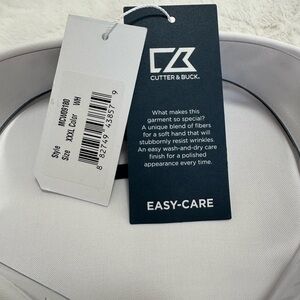 Style MCW09180
Size XXXL Color WH
8 82749 43857 9
CUTTER & BUCK.
What makes this
garment so special?
A unique blend of fibers
for a soft hand that will
stubbornly resist wrinkles.
An easy wash-and-dry care
finish for a polished
appearance every time.
EASY-CARE